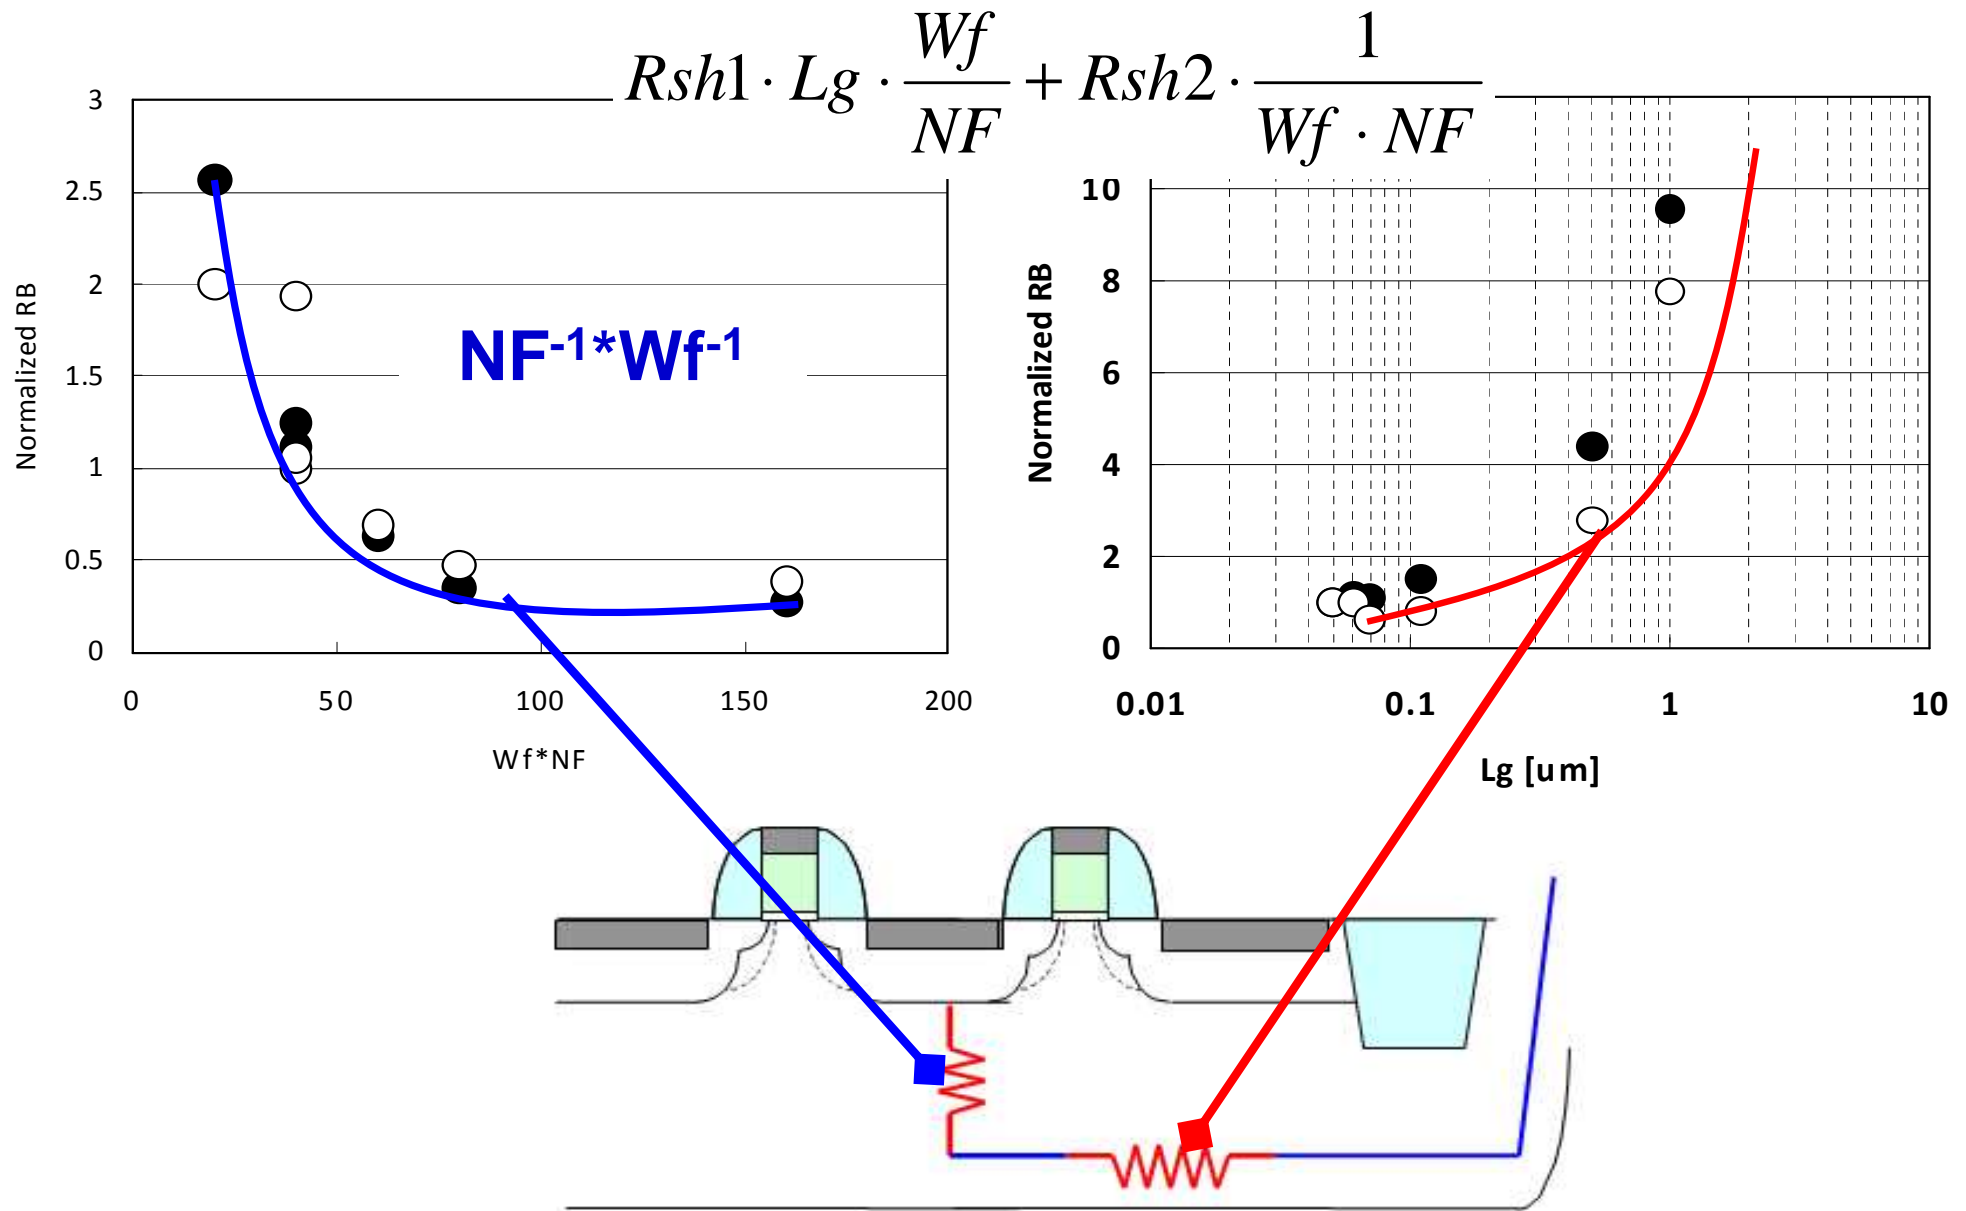 Rsh1 · Lg · Wf/NF + Rsh2 · 1/(Wf · NF)
3
2.5
2
1.5
1
0.5
0
Normalized RB
NF⁻¹*Wf⁻¹
0 50 100 150 200
Wf*NF
10
8
6
4
2
0
Normalized RB
0.01 0.1 1 10
Lg [um]